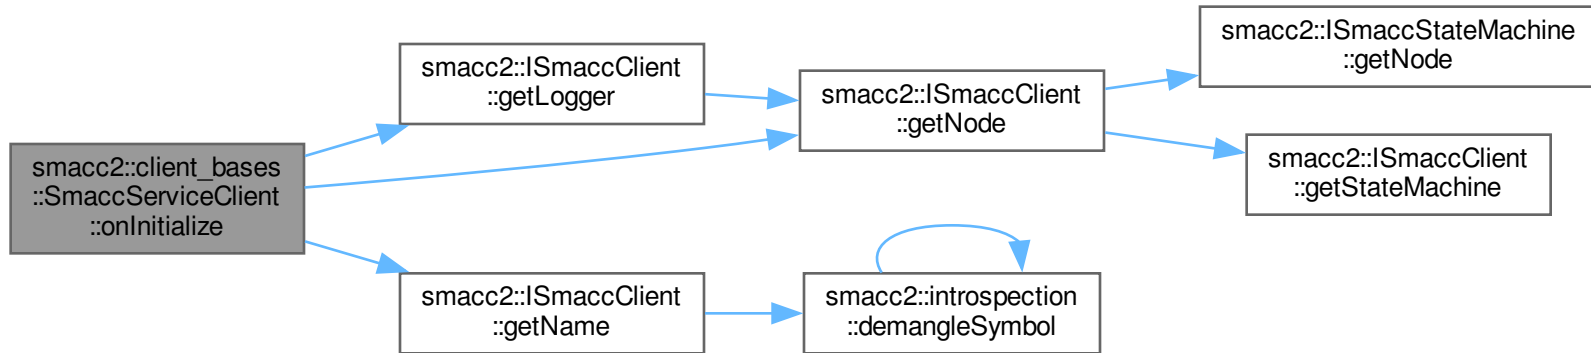 smacc2::client_bases
::SmaccServiceClient
::onInitialize
smacc2::ISmaccClient
::getLogger
smacc2::ISmaccClient
::getName
smacc2::ISmaccClient
::getNode
smacc2::introspection
::demangleSymbol
smacc2::ISmaccStateMachine
::getNode
smacc2::ISmaccClient
::getStateMachine